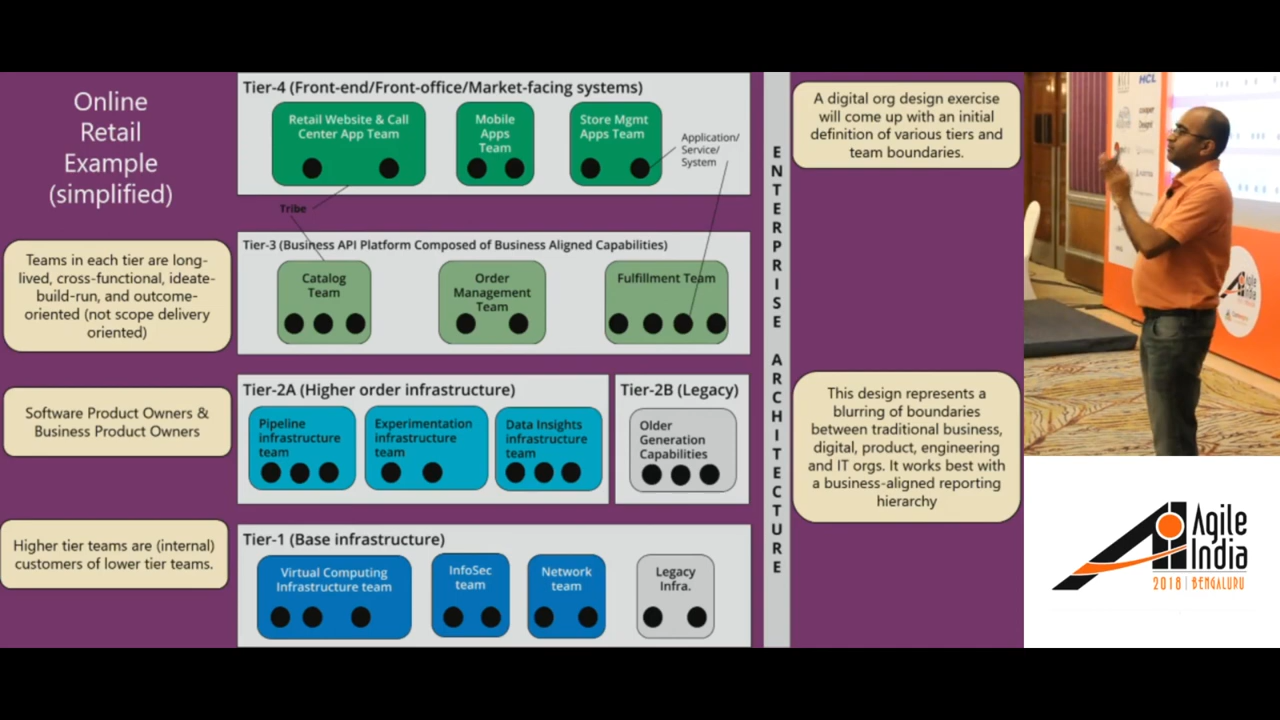 Online
Retail
Example
(simplified)
Teams in each tier are long-
lived, cross-functional, ideate-
build-run, and outcome-
oriented (not scope delivery
oriented)
Software Product Owners &
Business Product Owners
Higher tier teams are (internal)
customers of lower tier teams.
Tier-4 (Front-end/Front-office/Market-facing systems)
Retail Website & Call
Center App Team
Mobile
Apps
Team
Store Mgmt
Apps Team
Application/
Service/
System
Tribe
Tier-3 (Business API Platform Composed of Business Aligned Capabilities)
Catalog
Team
Order
Management
Team
Fulfillment Team
Tier-2A (Higher order infrastructure)
Pipeline
infrastructure
team
Experimentation
infrastructure
team
Data Insights
infrastructure
team
Tier-2B (Legacy)
Older
Generation
Capabilities
Tier-1 (Base infrastructure)
Virtual Computing
Infrastructure team
InfoSec
team
Network
team
Legacy
Infra.
ENTERPRISE ARCHITECTURE
A digital org design exercise
will come up with an initial
definition of various tiers and
team boundaries.
This design represents a
blurring of boundaries
between traditional business,
digital, product, engineering
and IT orgs. It works best with
a business-aligned reporting
hierarchy
HCL
Agile
India
Agile
India
2018 | BENGALURU